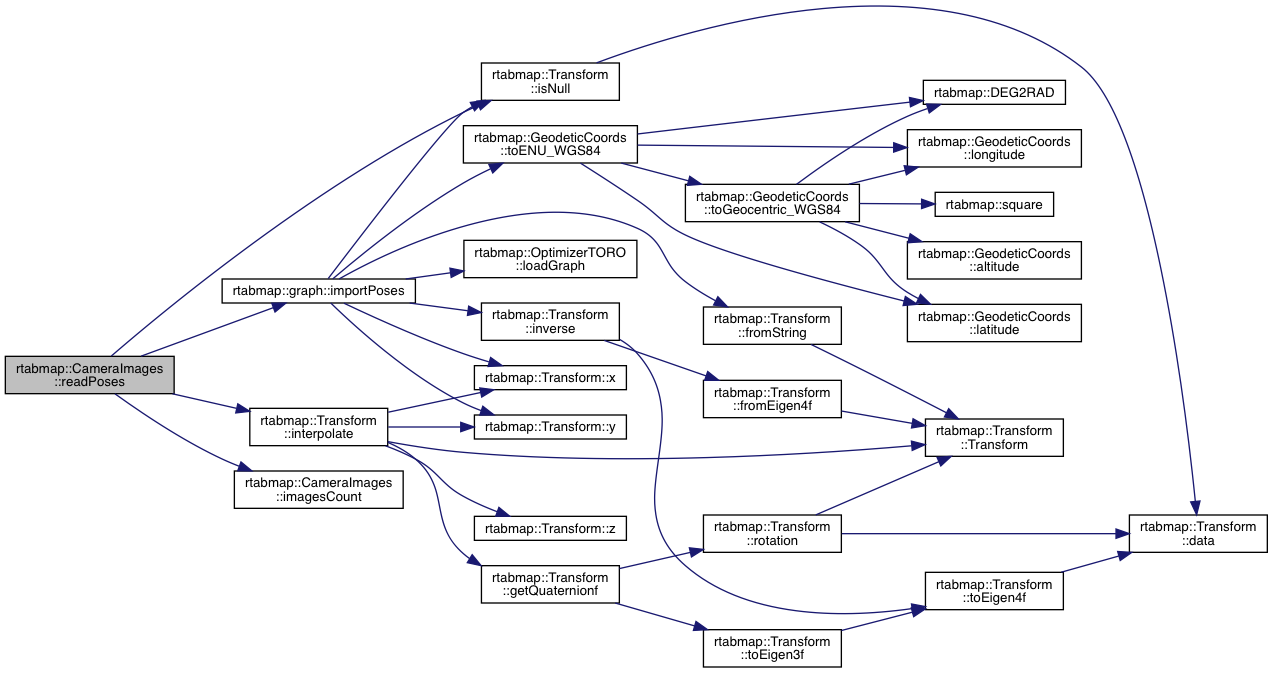 rtabmap::CameraImages
::readPoses
rtabmap::graph::importPoses
rtabmap::Transform
::interpolate
rtabmap::CameraImages
::imagesCount
rtabmap::Transform
::isNull
rtabmap::GeodeticCoords
::toENU_WGS84
rtabmap::OptimizerTORO
::loadGraph
rtabmap::Transform
::inverse
rtabmap::Transform::x
rtabmap::Transform::y
rtabmap::Transform::z
rtabmap::Transform
::getQuaternionf
rtabmap::GeodeticCoords
::toGeocentric_WGS84
rtabmap::Transform
::fromString
rtabmap::Transform
::fromEigen4f
rtabmap::Transform
::rotation
rtabmap::Transform
::toEigen3f
rtabmap::DEG2RAD
rtabmap::GeodeticCoords
::longitude
rtabmap::square
rtabmap::GeodeticCoords
::altitude
rtabmap::GeodeticCoords
::latitude
rtabmap::Transform
::Transform
rtabmap::Transform
::toEigen4f
rtabmap::Transform
::data